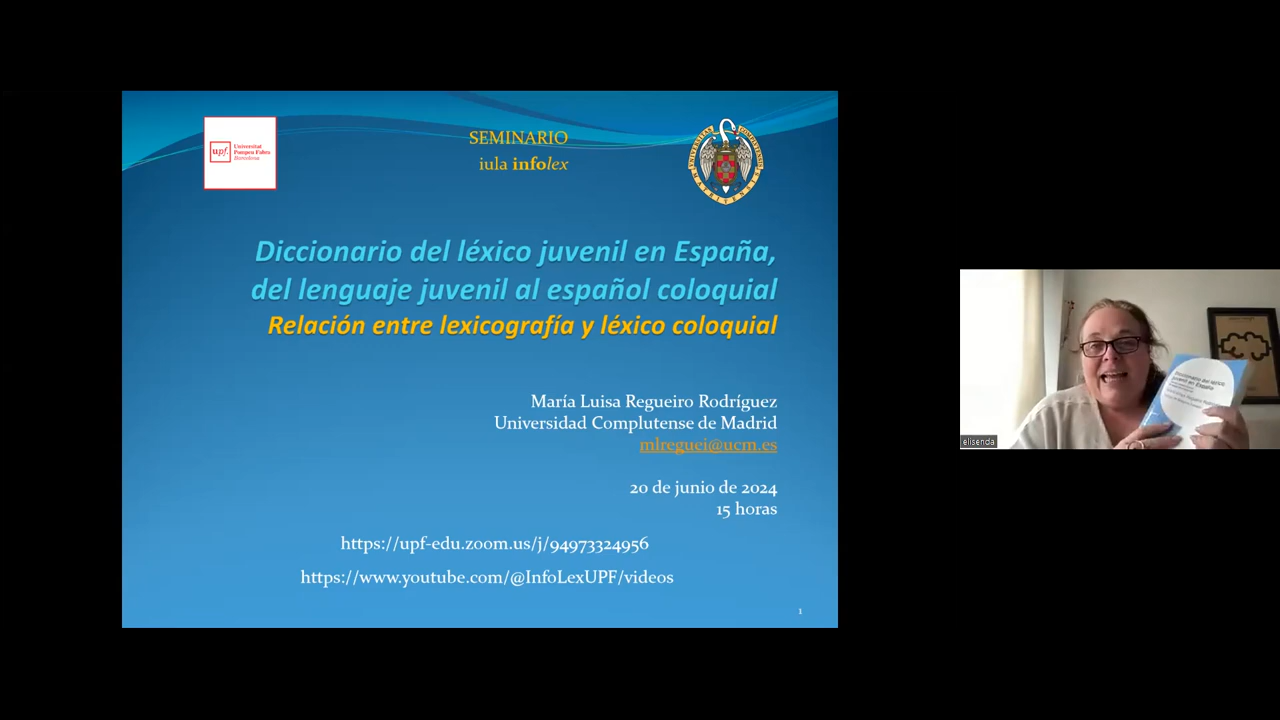 upf.
Universitat
Pompeu Fabra
Barcelona
SEMINARIO
iula infolex
Diccionario del léxico juvenil en España,
del lenguaje juvenil al español coloquial
Relación entre lexicografía y léxico coloquial
María Luisa Regueiro Rodríguez
Universidad Complutense de Madrid
mlreguei@ucm.es
20 de junio de 2024
15 horas
https://upf-edu.zoom.us/j/94973324956
https://www.youtube.com/@InfoLexUPF/videos
1
Diccionario del léxico
juvenil en España
elisenda